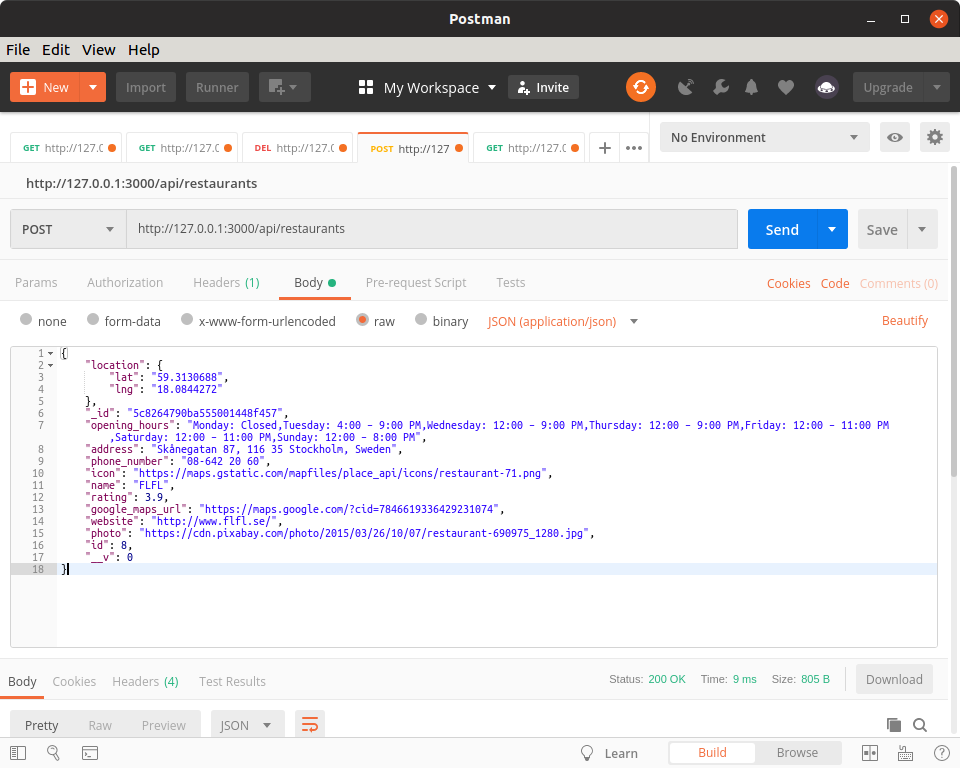 Postman
File Edit View Help
New Import Runner My Workspace Invite Upgrade
GET http://127.0 GET http://127.0 DEL http://127.0 POST http://127 GET http://127.0 No Environment
http://127.0.0.1:3000/api/restaurants
POST http://127.0.0.1:3000/api/restaurants Send Save
Params Authorization Headers (1) Body Pre-request Script Tests Cookies Code Comments (0)
none form-data x-www-form-urlencoded raw binary JSON (application/json) Beautify
1 {
2 "location": {
3 "lat": "59.3130688",
4 "lng": "18.0844272"
5 },
6 "_id": "5c8264790ba555001448f457",
7 "opening_hours": "Monday: Closed,Tuesday: 4:00 – 9:00 PM,Wednesday: 12:00 – 9:00 PM,Thursday: 12:00 – 9:00 PM,Friday: 12:00 – 11:00 PM
,Saturday: 12:00 – 11:00 PM,Sunday: 12:00 – 8:00 PM",
8 "address": "Skånegatan 87, 116 35 Stockholm, Sweden",
9 "phone_number": "08-642 20 60",
10 "icon": "https://maps.gstatic.com/mapfiles/place_api/icons/restaurant-71.png",
11 "name": "FLFL",
12 "rating": 3.9,
13 "google_maps_url": "https://maps.google.com/?cid=7846619336429231074",
14 "website": "http://www.flfl.se/",
15 "photo": "https://cdn.pixabay.com/photo/2015/03/26/10/07/restaurant-690975_1280.jpg",
16 "id": 8,
17 "__v": 0
18 }
Body Cookies Headers (4) Test Results Status: 200 OK Time: 9 ms Size: 805 B Download
Pretty Raw Preview JSON
Learn Build Browse